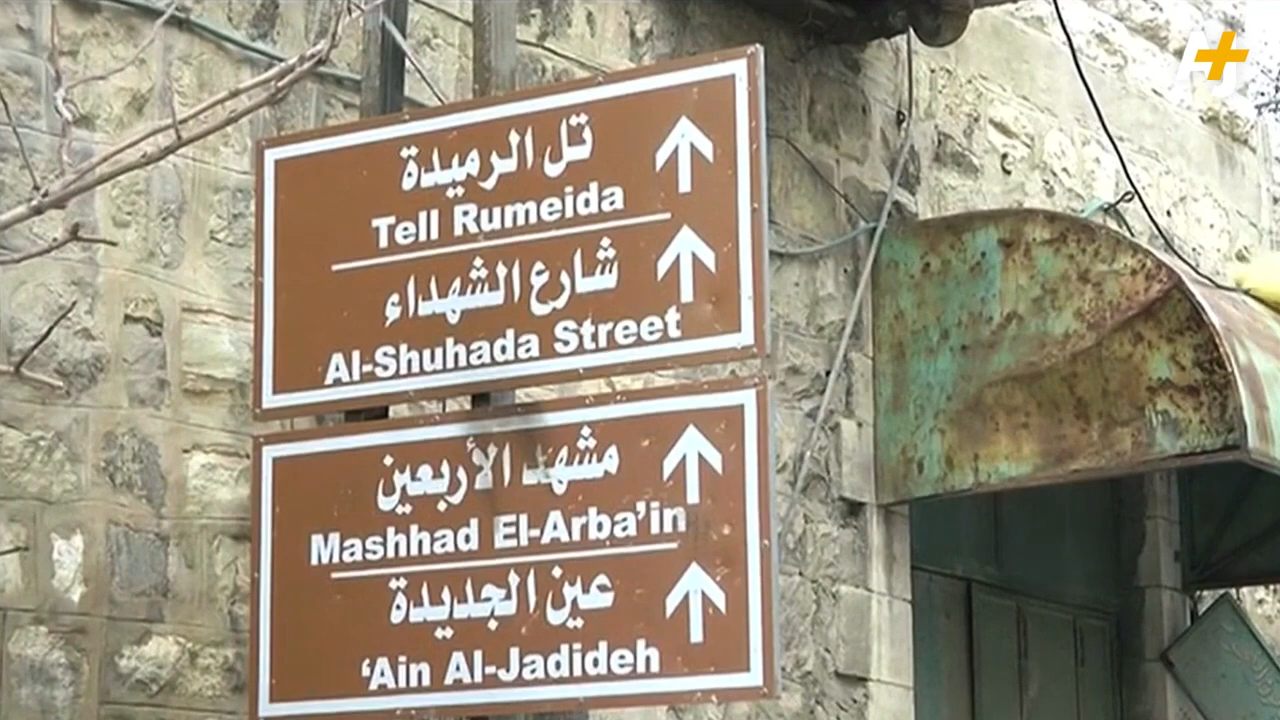 AJ+
تل الرميدة
Tell Rumeida
شارع الشهداء
Al-Shuhada Street
مشهد الأربعين
Mashhad El-Arba’in
عين الجديدة
‘Ain Al-Jadideh